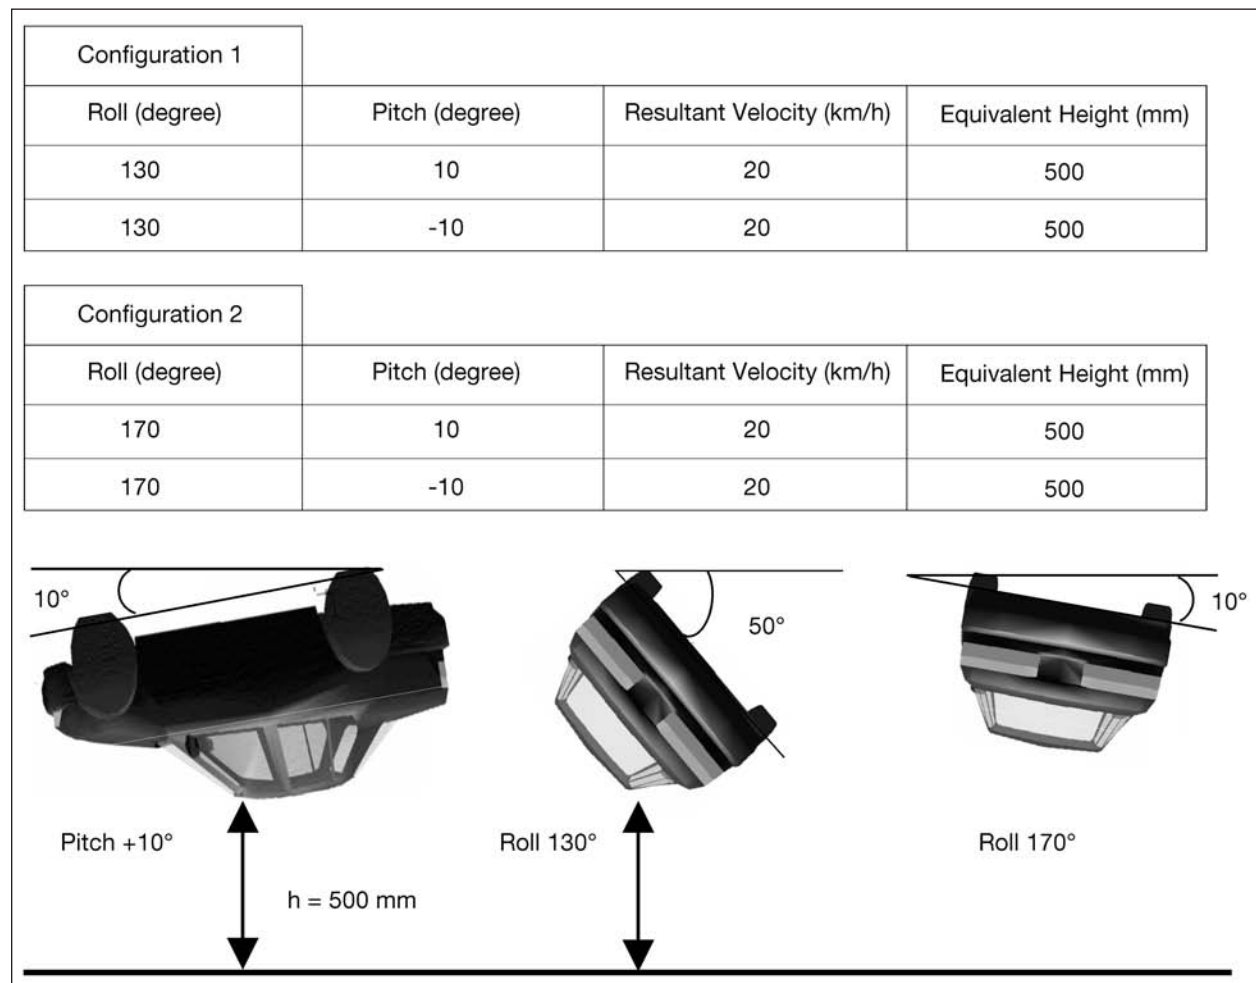 Configuration 1
Roll (degree) Pitch (degree) Resultant Velocity (km/h) Equivalent Height (mm)
130 10 20 500
130 -10 20 500
Configuration 2
Roll (degree) Pitch (degree) Resultant Velocity (km/h) Equivalent Height (mm)
170 10 20 500
170 -10 20 500
10° 50° 10°
Pitch +10° Roll 130° Roll 170°
h = 500 mm